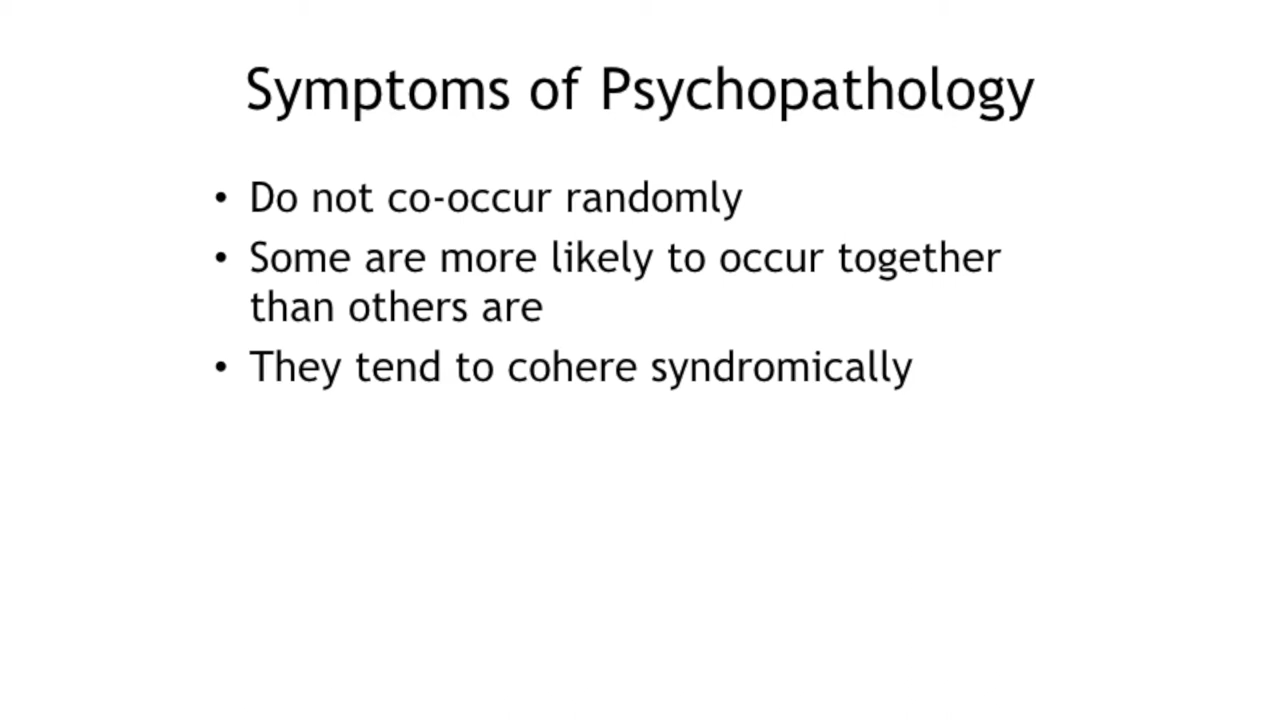 Symptoms of Psychopathology
• Do not co-occur randomly
• Some are more likely to occur together
than others are
• They tend to cohere syndromically